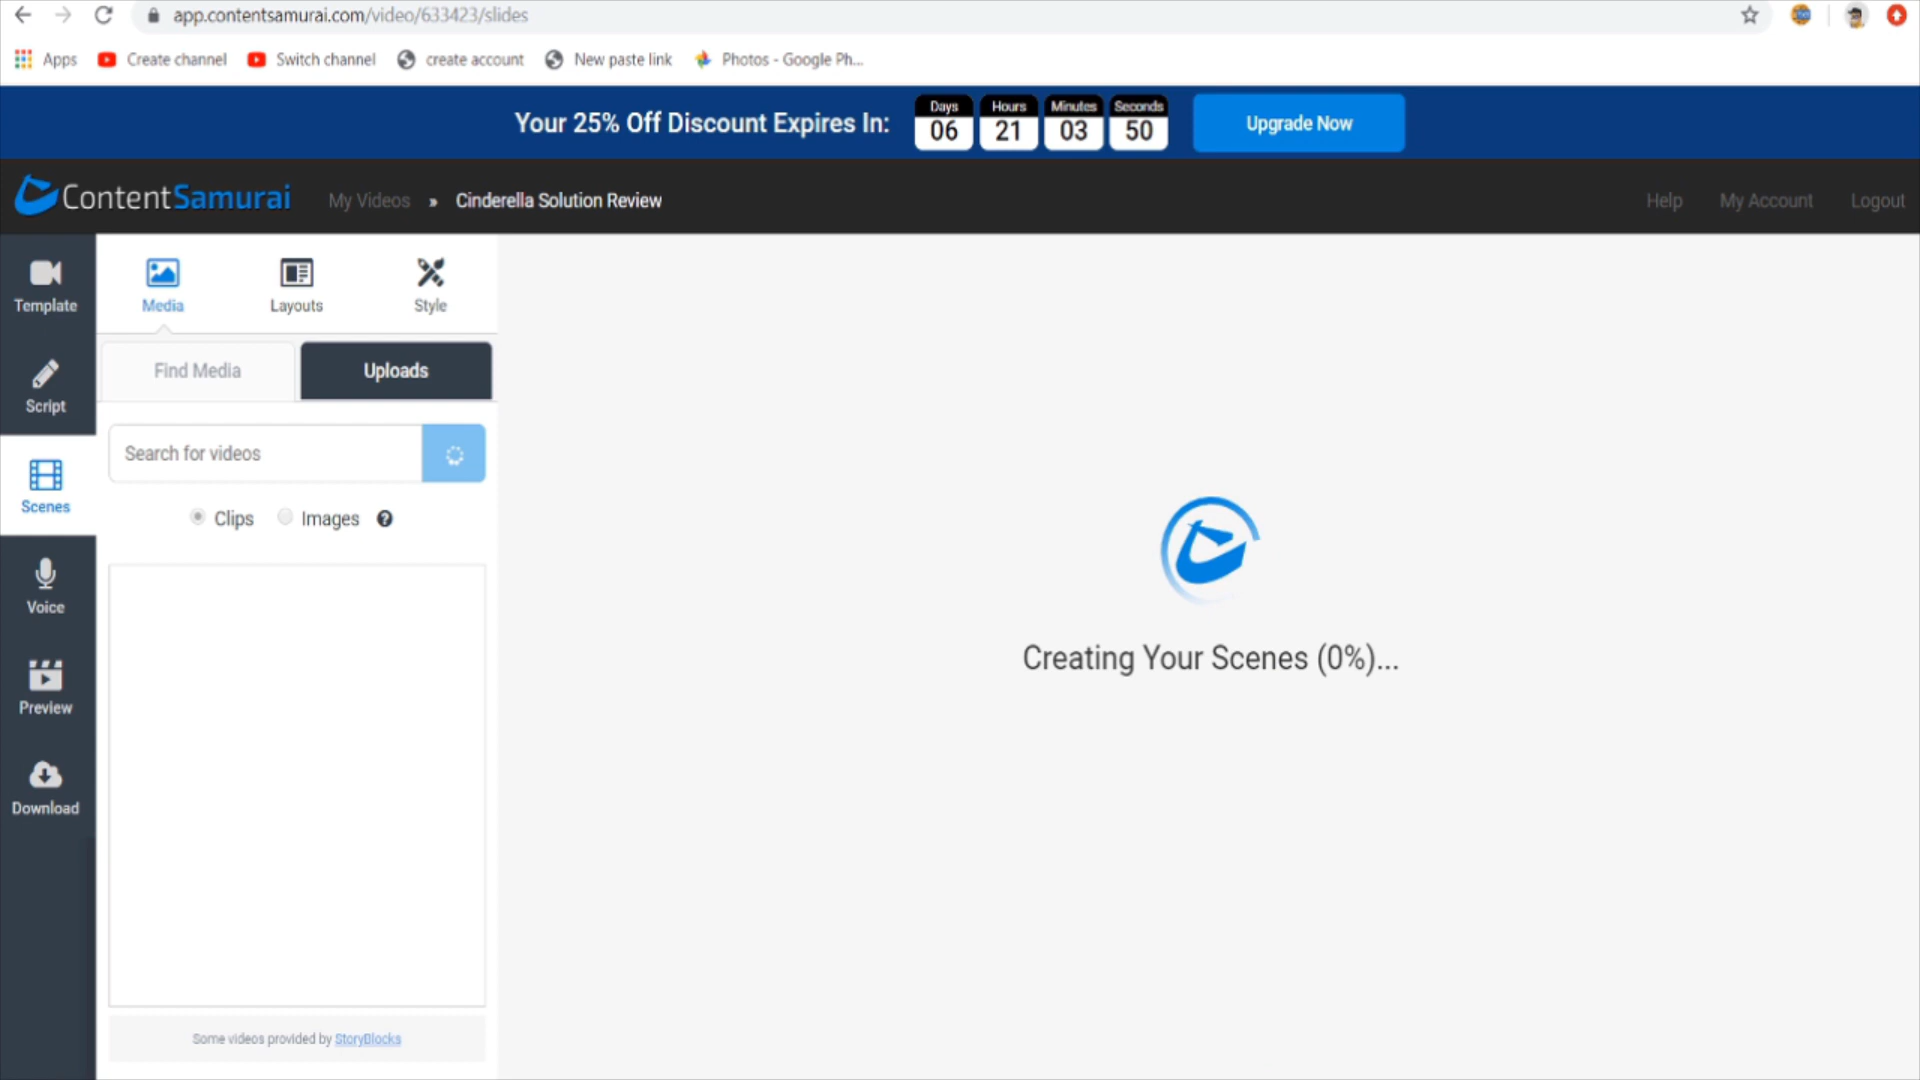 app.contentsamurai.com/video/633423/slides
Apps Create channel Switch channel create account New paste link Photos - Google Ph...
Your 25% Off Discount Expires In: Days 06 Hours 21 Minutes 03 Seconds 50 Upgrade Now
ContentSamurai My Videos » Cinderella Solution Review Help My Account Logout
Template
Script
Scenes
Voice
Preview
Download
Media Layouts Style
Find Media Uploads
Search for videos
Clips Images ?
Some videos provided by StoryBlocks
Creating Your Scenes (0%)...